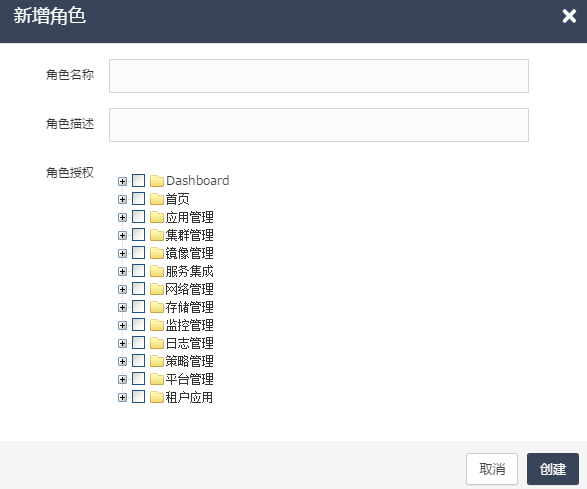 新增角色
角色名称
角色描述
角色授权
Dashboard
首页
应用管理
集群管理
镜像管理
服务集成
网络管理
存储管理
监控管理
日志管理
策略管理
平台管理
租户应用
取消 创建